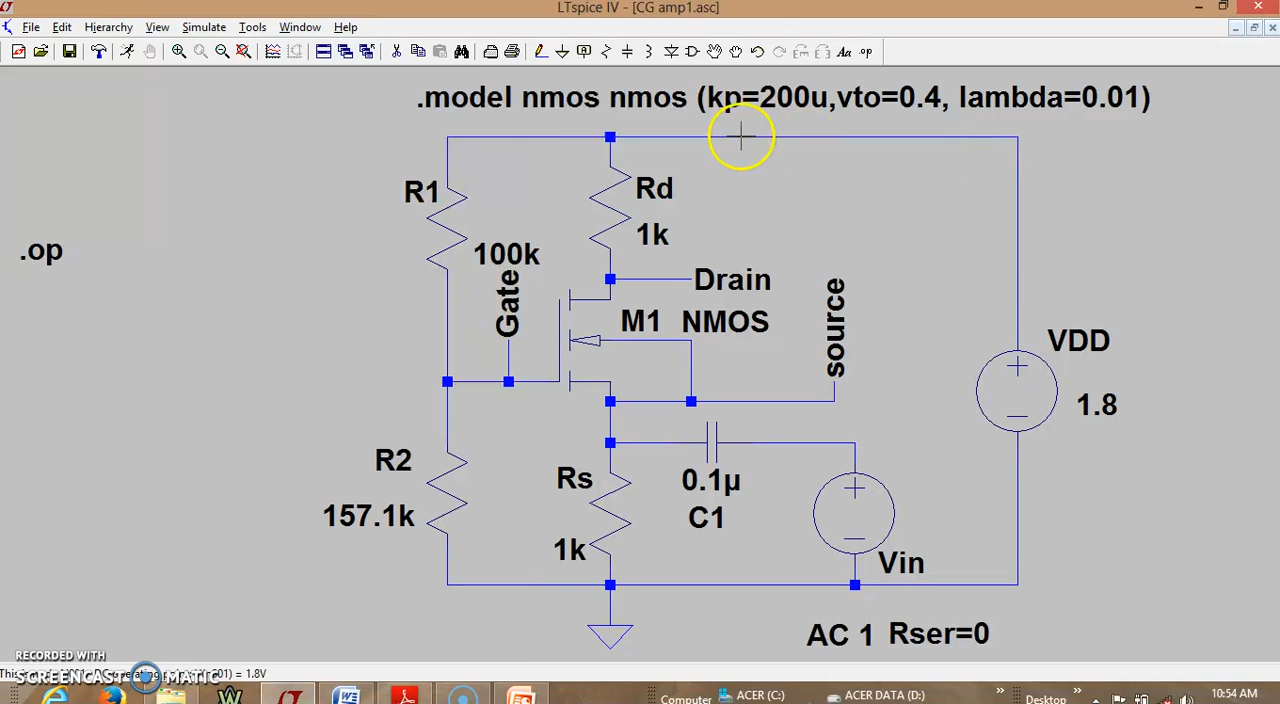 LTspice IV - [CG amp1.asc]
File Edit Hierarchy View Simulate Tools Window Help
.op
.model nmos nmos (kp=200u,vto=0.4, lambda=0.01)
R1
Rd
100k
1k
Gate
Drain
.op
M1 NMOS
source
VDD
1.8
R2
157.1k
Rs
1k
0.1µ
C1
Vin
AC 1 Rser=0
RECORDED WITH
SCREENCAST MATIC
= 1.8V
Computer ACER (C:) ACER DATA (D:) » Desktop » 10:54 AM